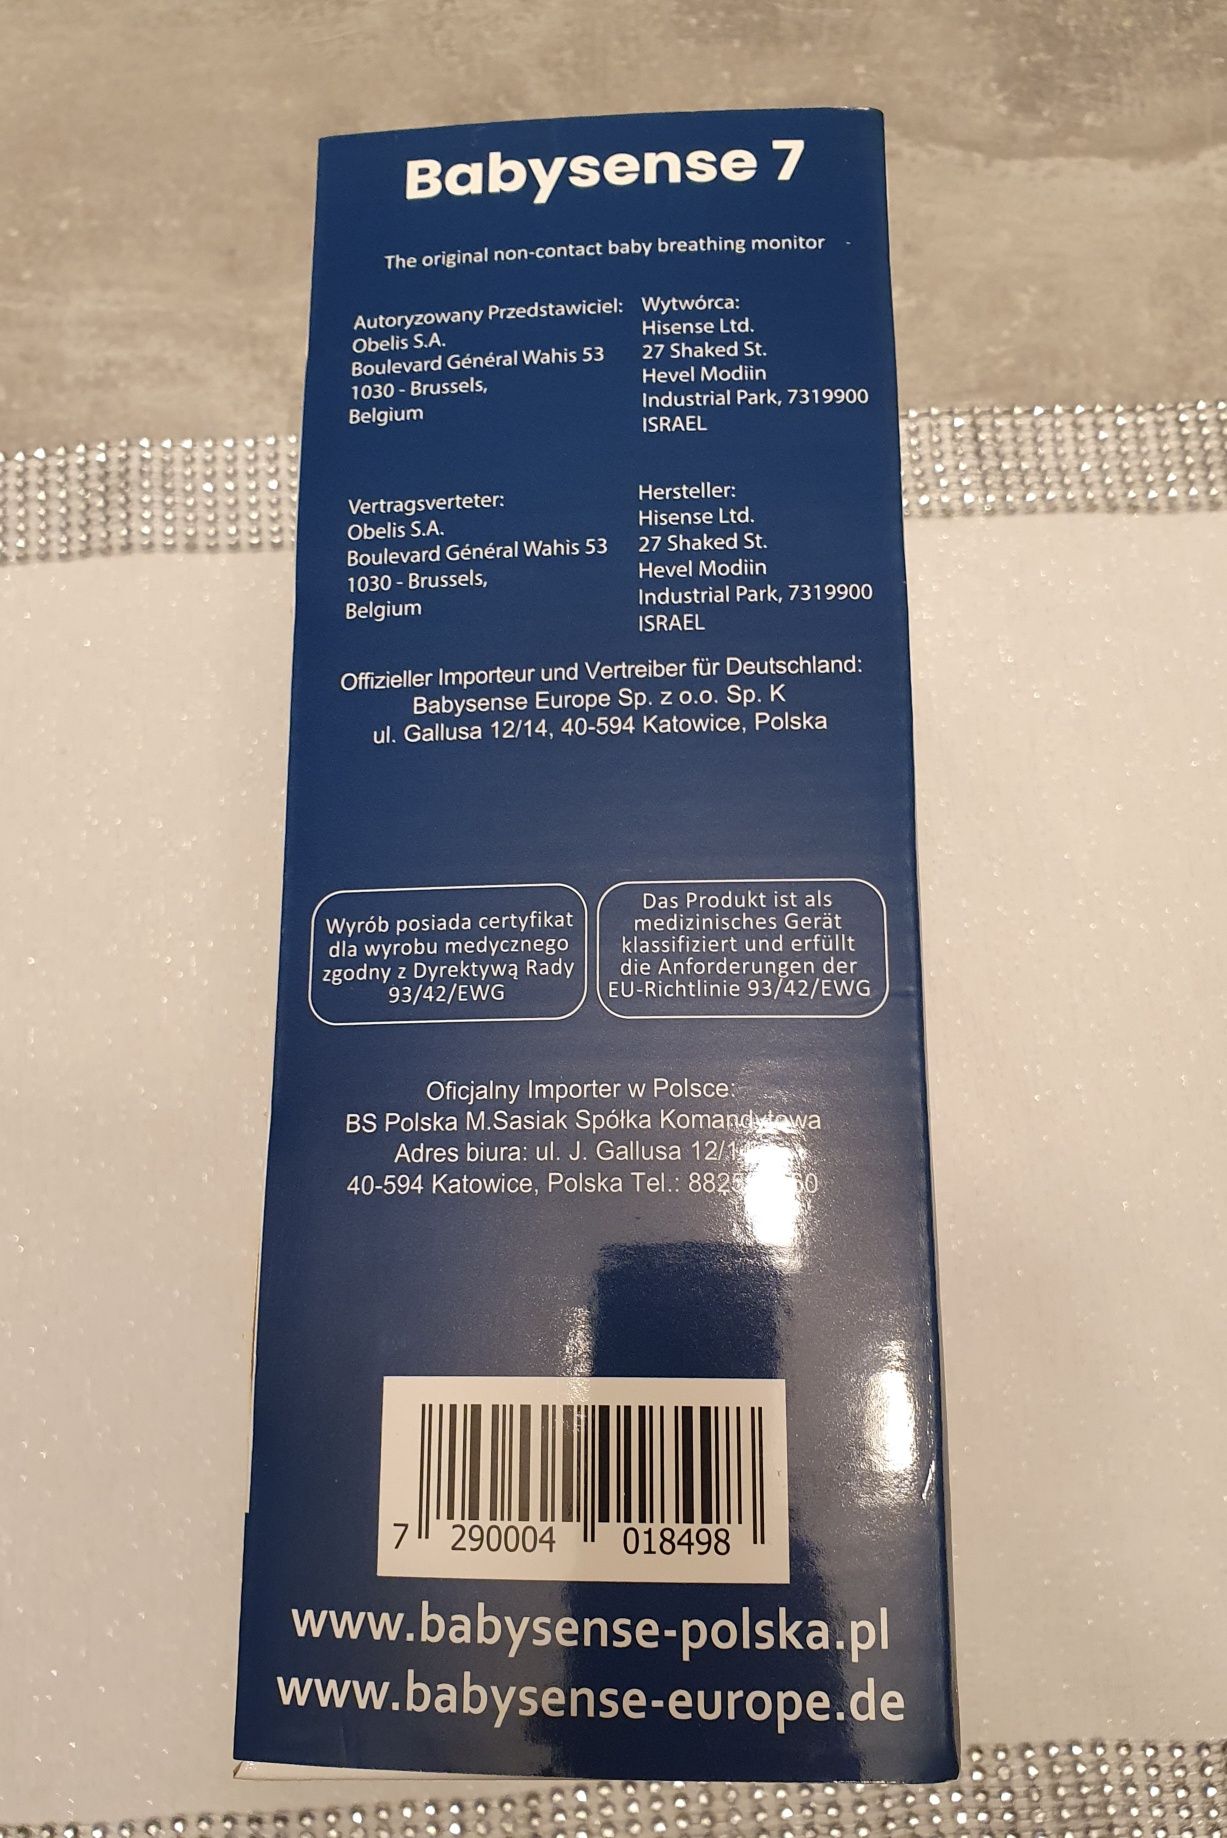 Babysense 7
The original non-contact baby breathing monitor
Autoryzowany Przedstawiciel:
Obelis S.A.
Boulevard Général Wahis 53
1030 - Brussels,
Belgium
Wytwórca:
Hisense Ltd.
27 Shaked St.
Hevel Modiin
Industrial Park, 7319900
ISRAEL
Vertragsverteter:
Obelis S.A.
Boulevard Général Wahis 53
1030 - Brussels,
Belgium
Hersteller:
Hisense Ltd.
27 Shaked St.
Hevel Modiin
Industrial Park, 7319900
ISRAEL
Offizieller Importeur und Vertreiber für Deutschland:
Babysense Europe Sp. z o.o. Sp. K
ul. Gallusa 12/14, 40-594 Katowice, Polska
Wyrób posiada certyfikat
dla wyrobu medycznego
zgodny z Dyrektywą Rady
93/42/EWG
Das Produkt ist als
medizinisches Gerät
klassifiziert und erfüllt
die Anforderungen der
EU-Richtlinie 93/42/EWG
Oficjalny Importer w Polsce:
BS Polska M.Sasiak Spółka Komandytowa
Adres biura: ul. J. Gallusa
40-594 Katowice, Polska Tel.:
7 290004 018498
www.babysense-polska.pl
www.babysense-europe.de